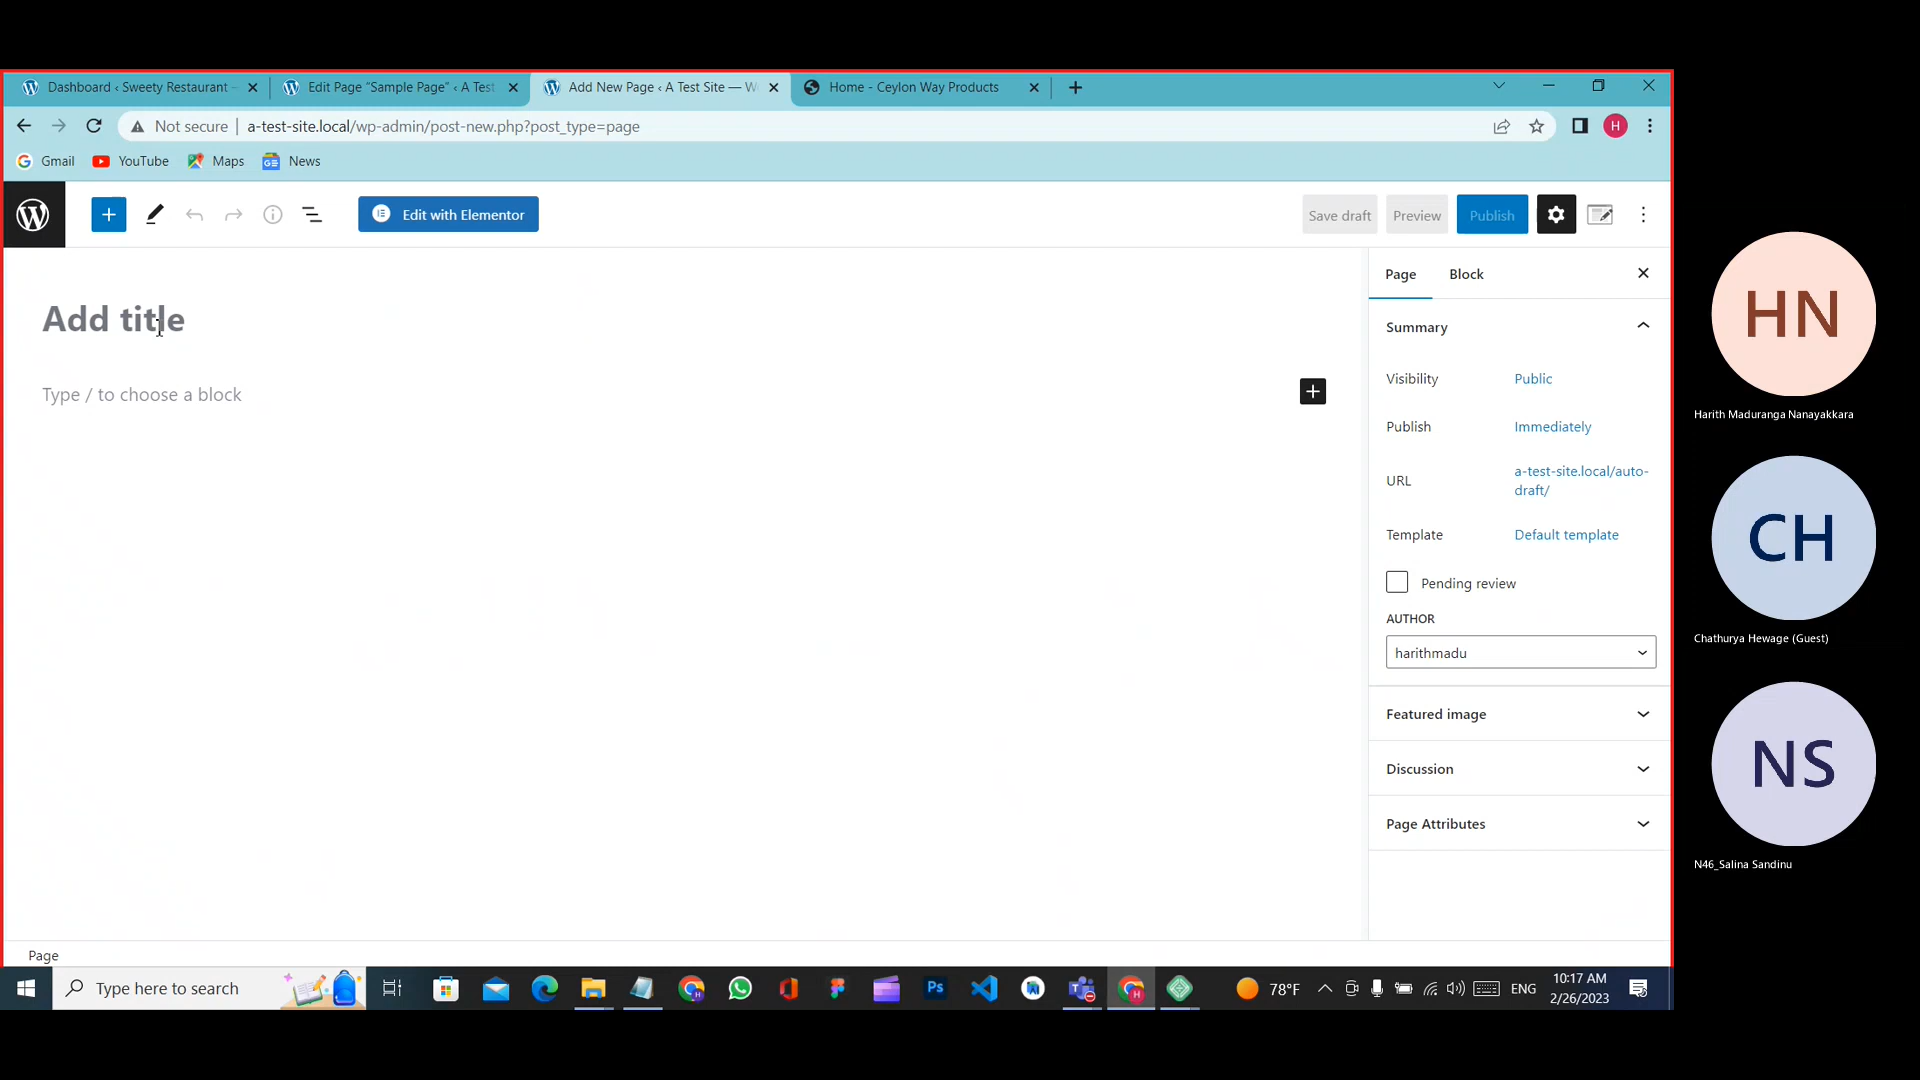 Dashboard ‹ Sweety Restaurant -
Edit Page "Sample Page" ‹ A Test
Add New Page ‹ A Test Site — W
Home - Ceylon Way Products
Not secure
a-test-site.local/wp-admin/post-new.php?post_type=page
H
Gmail
YouTube
Maps
News
Edit with Elementor
Save draft
Preview
Publish
Page
Block
Add title
Type / to choose a block
Summary
Visibility
Public
Publish
Immediately
URL
a-test-site.local/auto-
draft/
Template
Default template
Pending review
AUTHOR
harithmadu
Featured image
Discussion
Page Attributes
Page
Type here to search
Ps
78°F
ENG
10:17 AM
2/26/2023
HN
Harith Maduranga Nanayakkara
CH
Chathurya Hewage (Guest)
NS
N46_Salina Sandinu